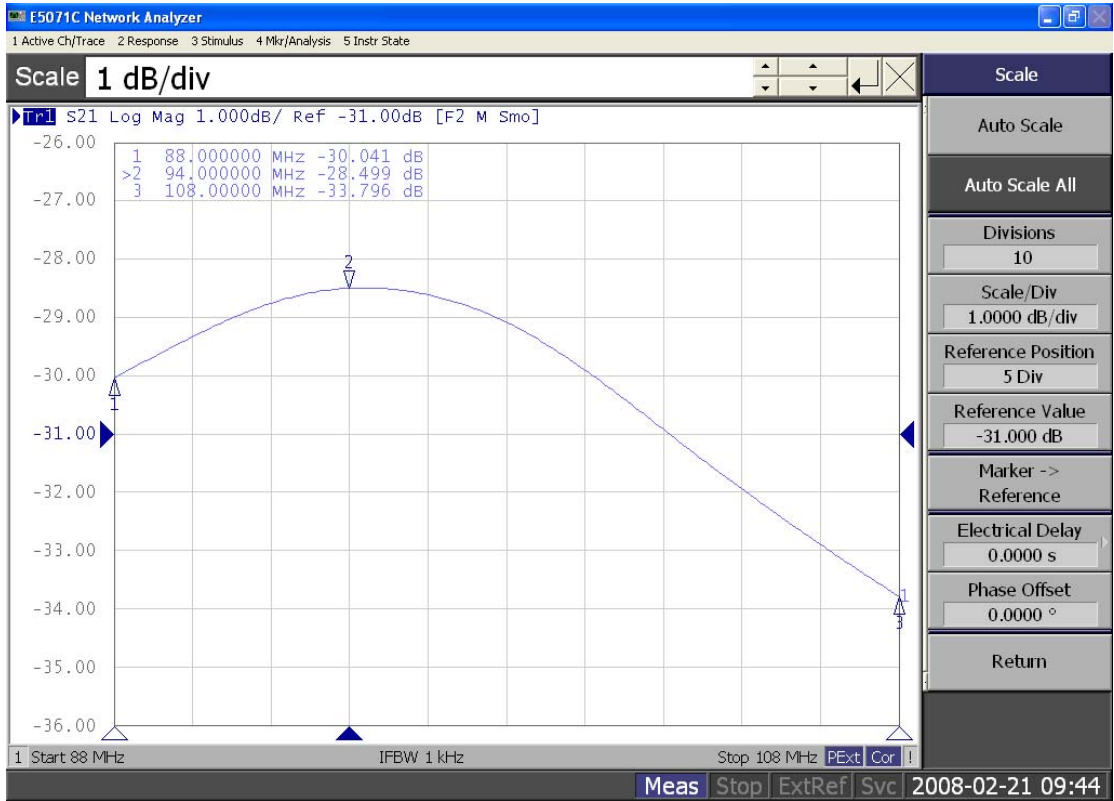 E5071C Network Analyzer
1 Active Ch/Trace 2 Response 3 Stimulus 4 Mkr/Analysis 5 Instr State
Scale 1 dB/div
Tr1 S21 Log Mag 1.000dB/ Ref -31.00dB [F2 M Smo]
-26.00
1 88.000000 MHz -30.041 dB
>2 94.000000 MHz -28.499 dB
3 108.00000 MHz -33.796 dB
-27.00
-28.00
2
-29.00
-30.00
1
-31.00
-32.00
-33.00
1
-34.00
3
-35.00
-36.00
1 Start 88 MHz IFBW 1 kHz Stop 108 MHz PExt Cor !
Scale
Auto Scale
Auto Scale All
Divisions
10
Scale/Div
1.0000 dB/div
Reference Position
5 Div
Reference Value
-31.000 dB
Marker ->
Reference
Electrical Delay
0.0000 s
Phase Offset
0.0000 °
Return
Meas Stop ExtRef Svc 2008-02-21 09:44